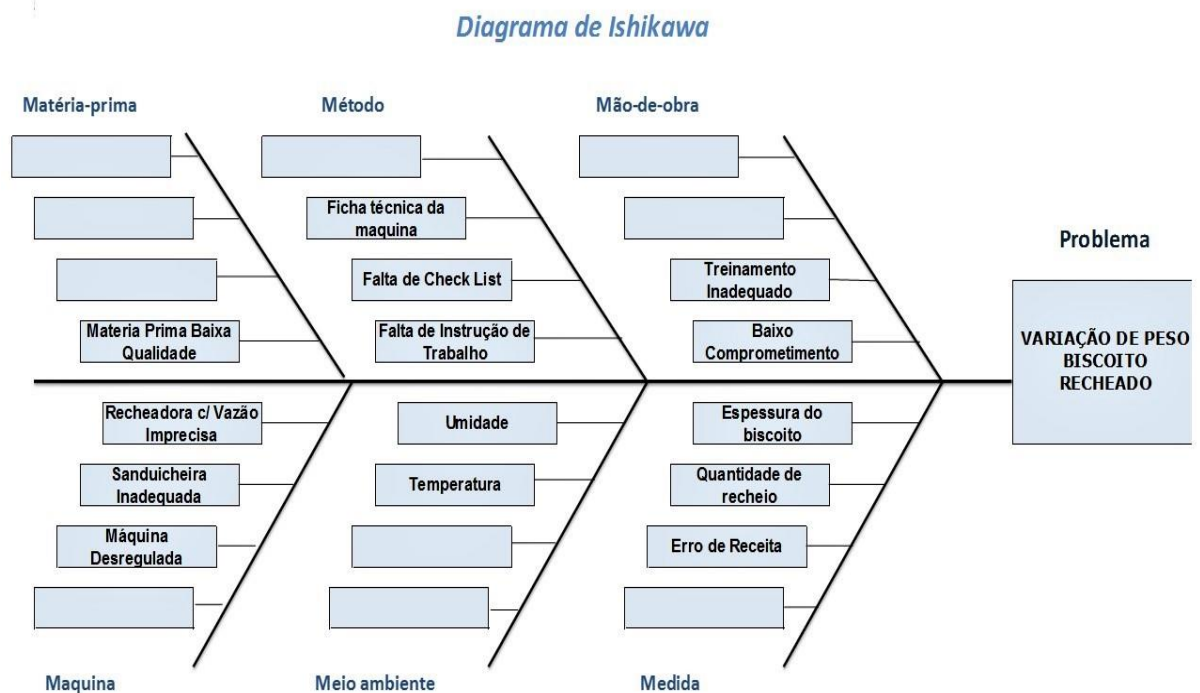 Diagrama de Ishikawa
Matéria-prima
Método
Mão-de-obra
Ficha técnica da
maquina
Falta de Check List
Treinamento
Inadequado
Materia Prima Baixa
Qualidade
Falta de Instrução de
Trabalho
Baixo
Comprometimento
Problema
VARIAÇÃO DE PESO
BISCOITO
RECHEADO
Recheadora c/ Vazão
Imprecisa
Umidade
Espessura do
biscoito
Sanduicheira
Inadequada
Temperatura
Quantidade de
recheio
Máquina
Desregulada
Erro de Receita
Maquina
Meio ambiente
Medida